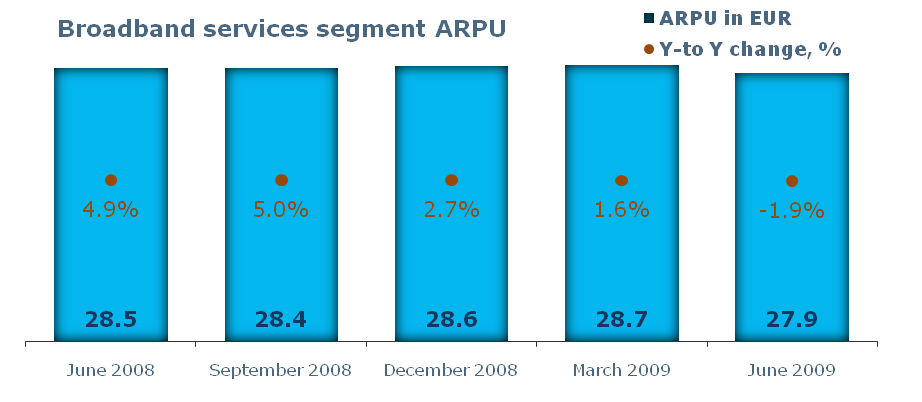 Broadband services segment ARPU
ARPU in EUR
Y-to Y change, %
4.9%
5.0%
2.7%
1.6%
-1.9%
28.5
28.4
28.6
28.7
27.9
June 2008
September 2008
December 2008
March 2009
June 2009